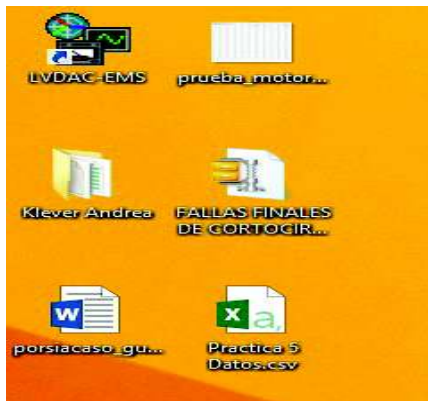 LVDAC-EMS
prueba_motor...
Klever Andrea
FALLAS FINALES
DE CORTOCIR...
porsiacaso_gu...
Practica 5
Datos.csv